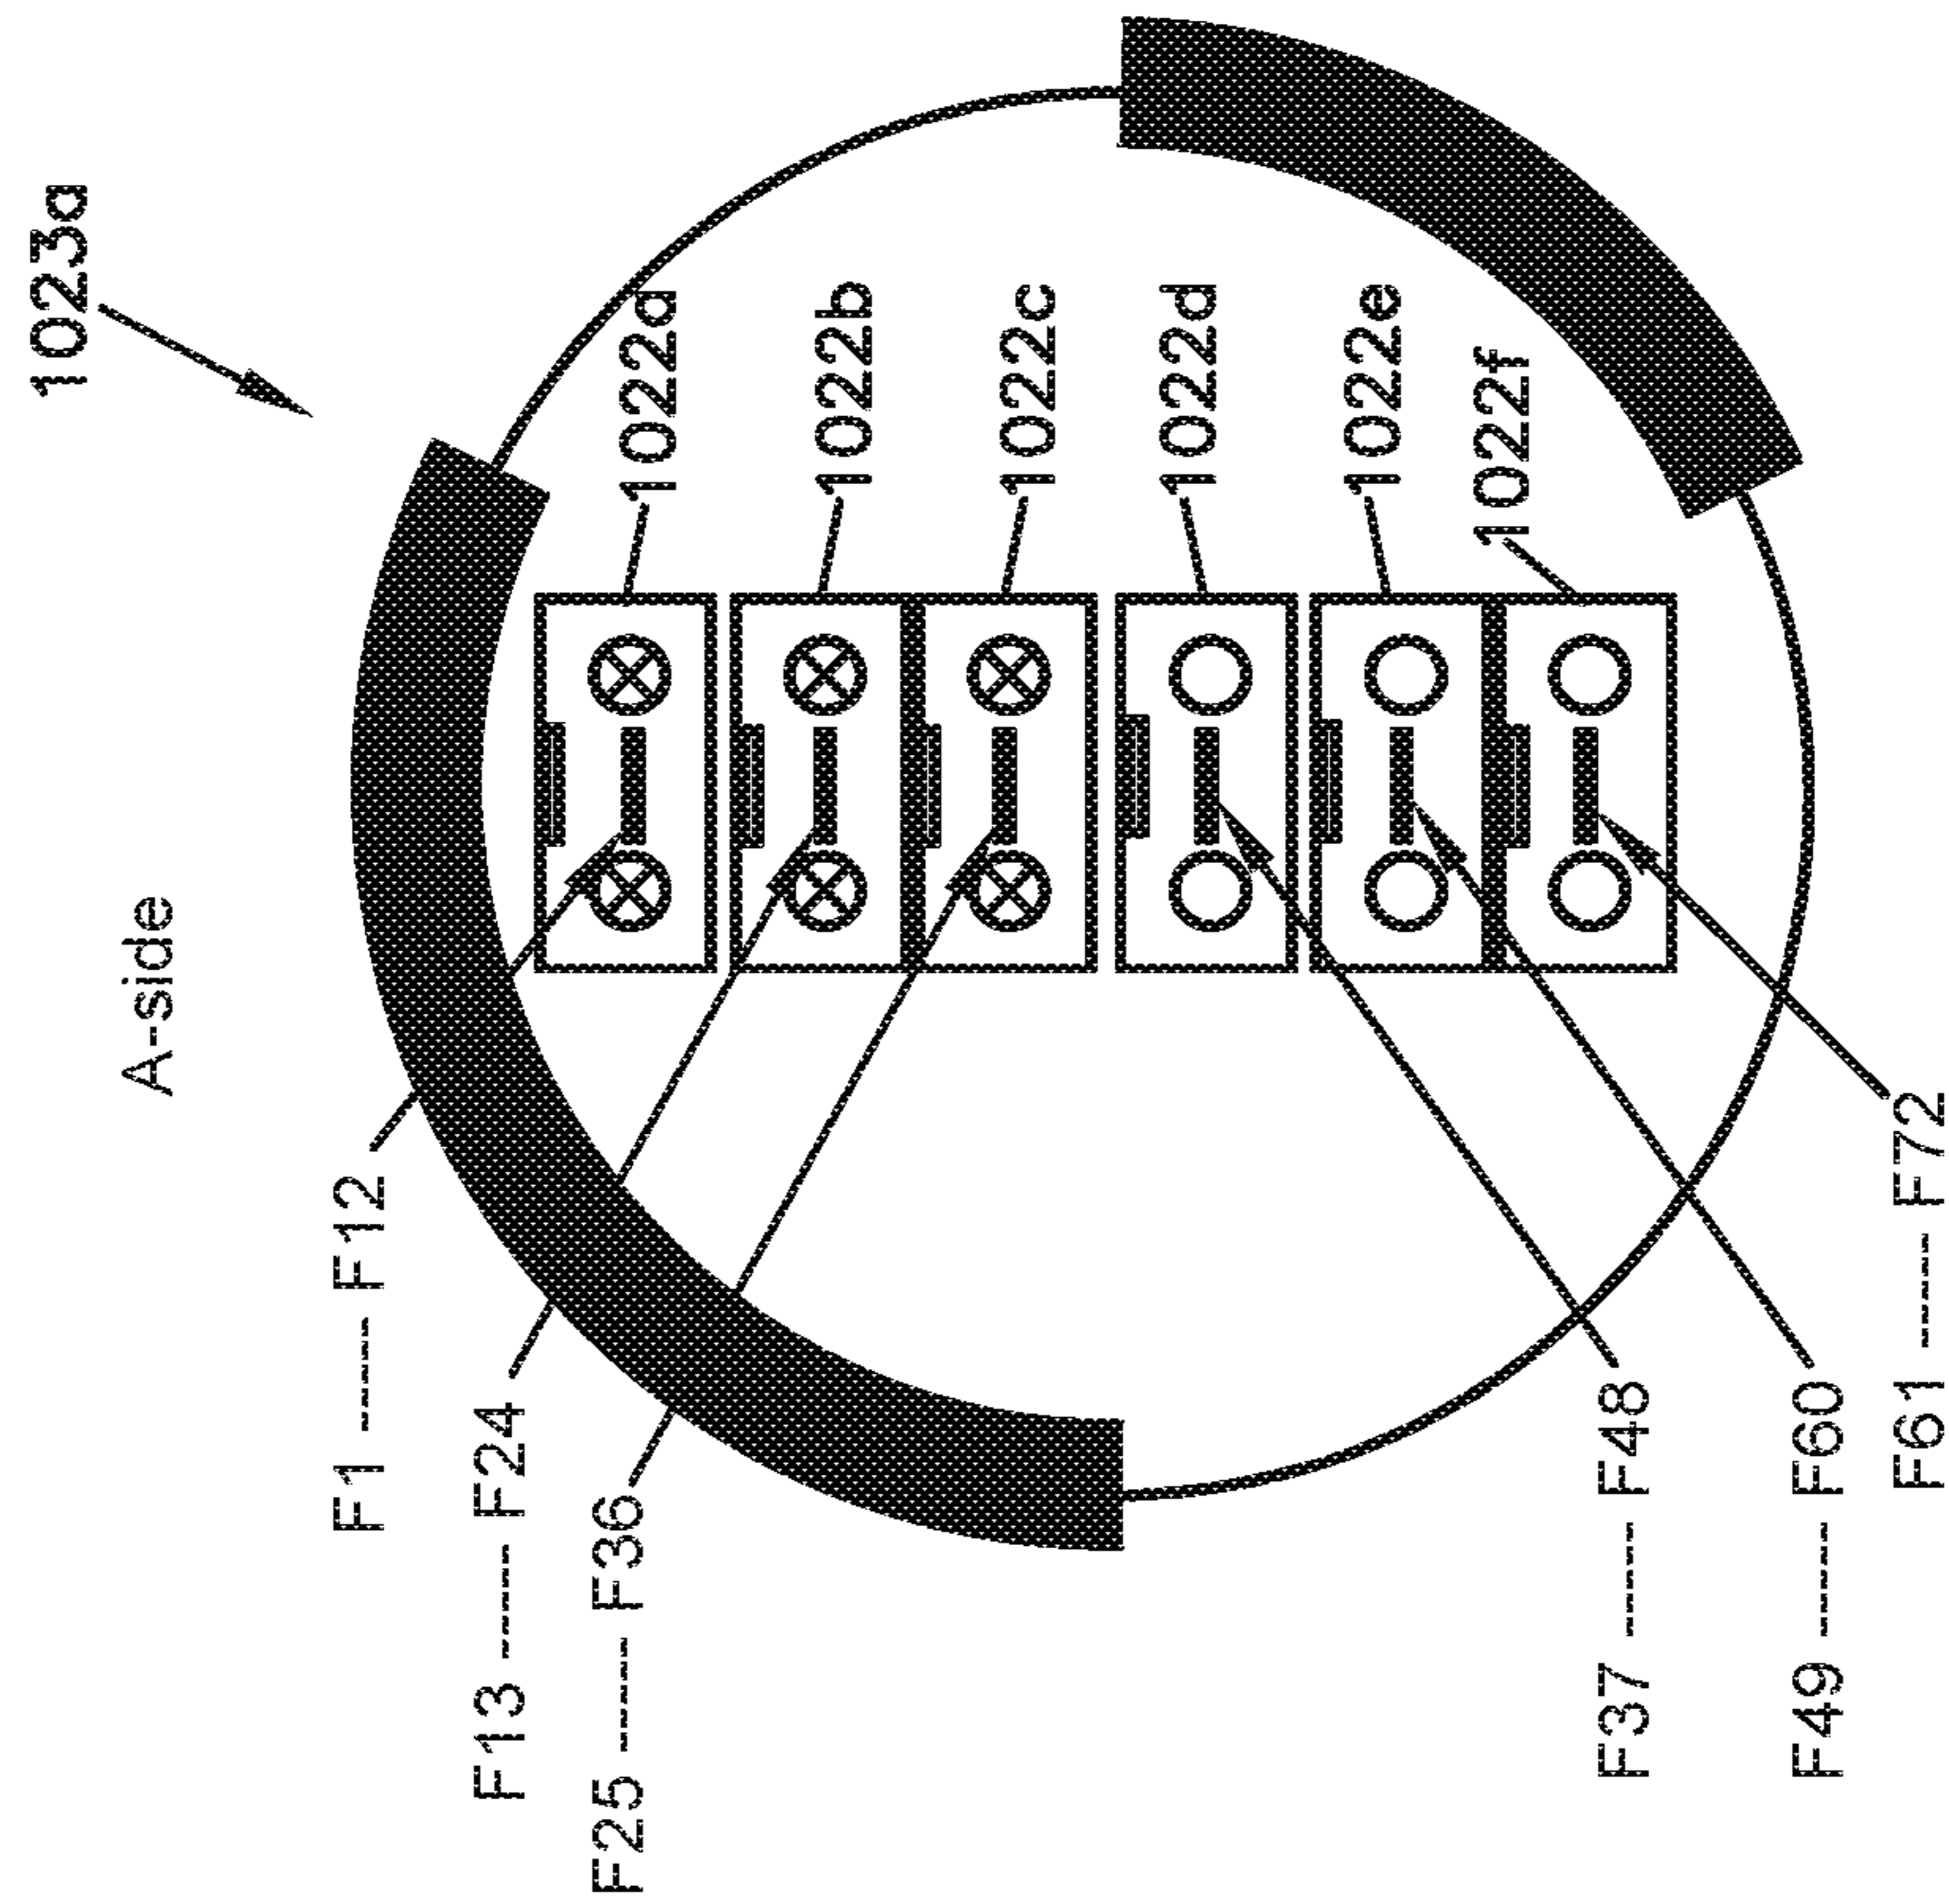 1023a
A-side
F1 ----- F12
F13 ----- F24
F25 ----- F36
1022d
1022b
1022c
1022d
1022e
1022f
F37 ----- F48
F49 ----- F60
F61 ----- F72